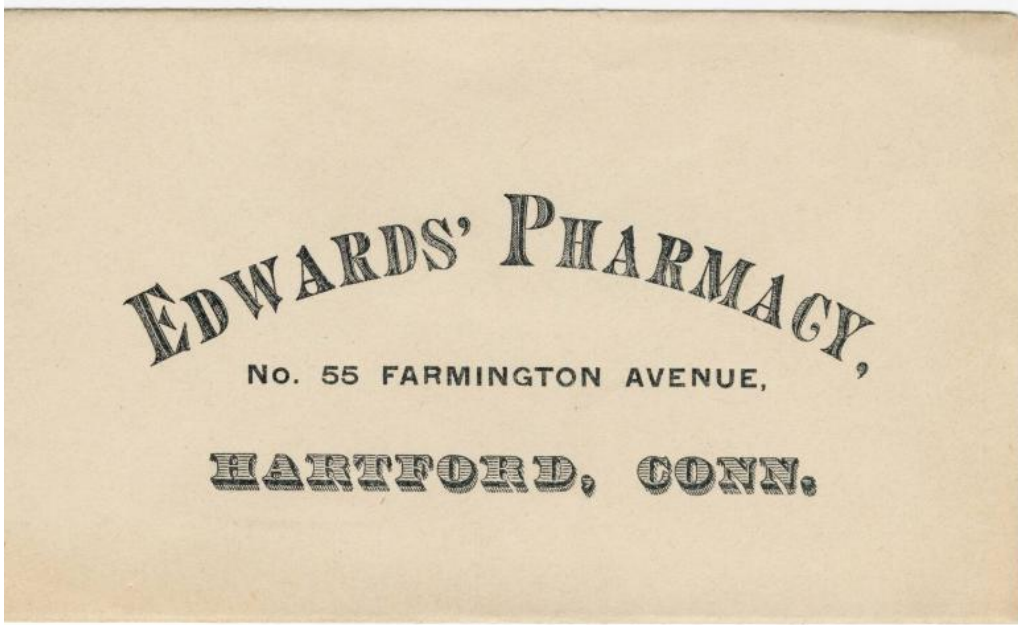 EDWARDS' PHARMACY,
No. 55 FARMINGTON AVENUE,
HARTFORD, CONN.